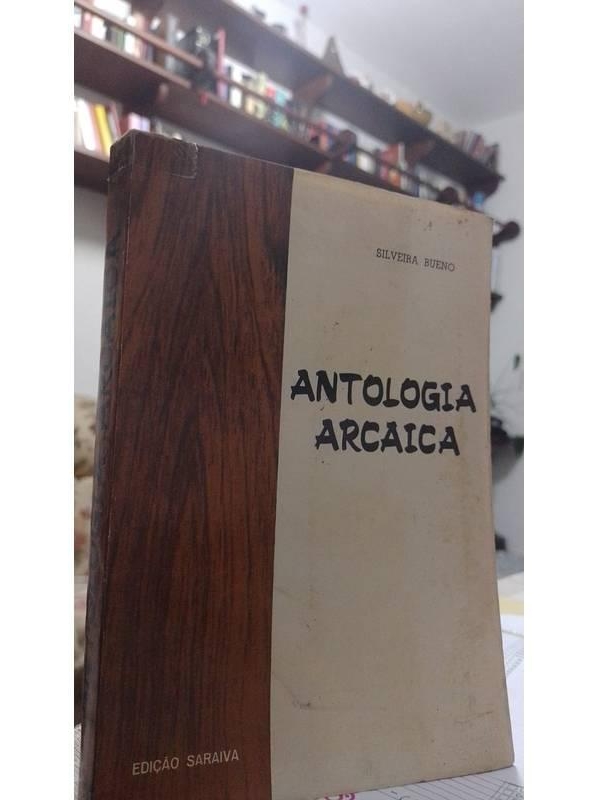 SILVEIRA BUENO
ANTOLOGIA
ARCAICA
EDIÇÃO SARAIVA